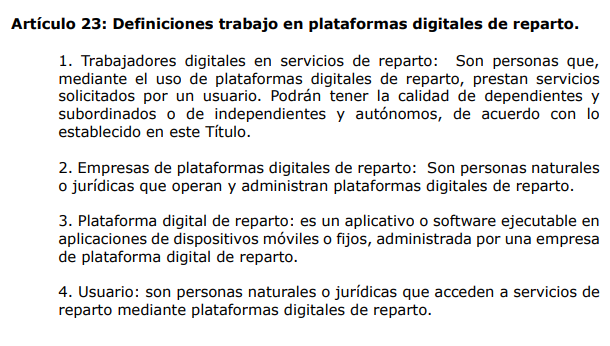 Artículo 23: Definiciones trabajo en plataformas digitales de reparto.
1. Trabajadores digitales en servicios de reparto: Son personas que,
mediante el uso de plataformas digitales de reparto, prestan servicios
solicitados por un usuario. Podrán tener la calidad de dependientes y
subordinados o de independientes y autónomos, de acuerdo con lo
establecido en este Título.
2. Empresas de plataformas digitales de reparto: Son personas naturales
o jurídicas que operan y administran plataformas digitales de reparto.
3. Plataforma digital de reparto: es un aplicativo o software ejecutable en
aplicaciones de dispositivos móviles o fijos, administrada por una empresa
de plataforma digital de reparto.
4. Usuario: son personas naturales o jurídicas que acceden a servicios de
reparto mediante plataformas digitales de reparto.